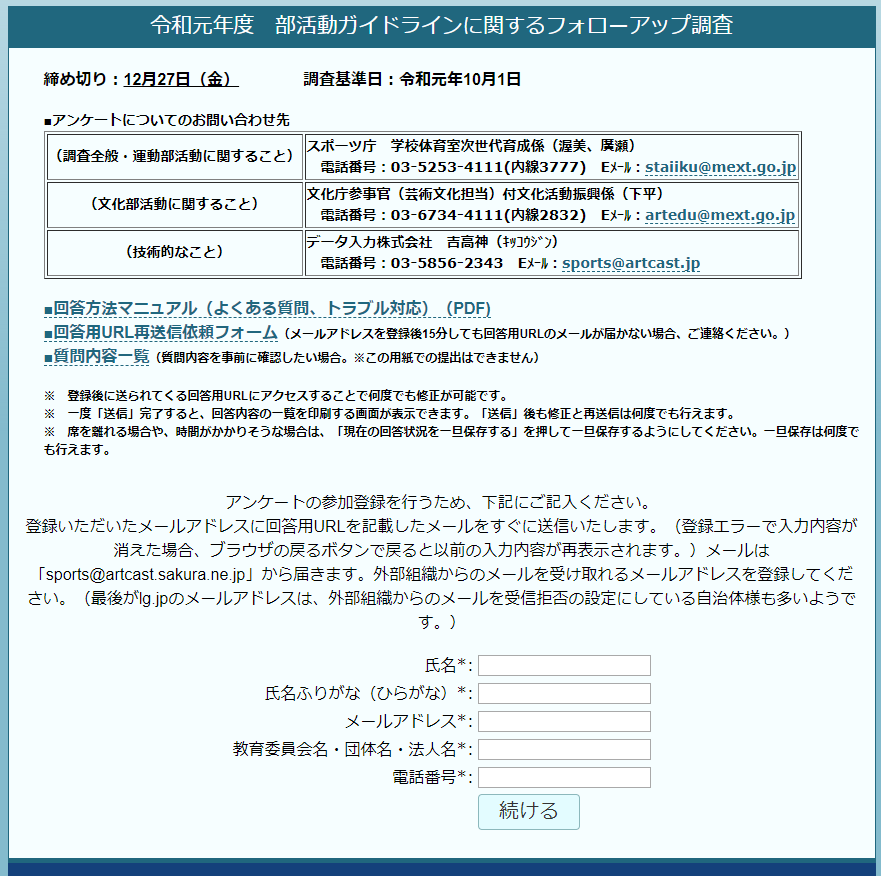 令和元年度　部活動ガイドラインに関するフォローアップ調査
締め切り：12月27日（金）　調査基準日：令和元年10月1日
■アンケートについてのお問い合わせ先
（調査全般・運動部活動に関すること）
スポーツ庁　学校体育室次世代育成係（渥美、廣瀬）
電話番号：03-5253-4111(内線3777)　Eﾒｰﾙ：staiiku@mext.go.jp
（文化部活動に関すること）
文化庁参事官（芸術文化担当）付文化活動振興係（下平）
電話番号：03-6734-4111(内線2832)　Eﾒｰﾙ：artedu@mext.go.jp
（技術的なこと）
データ入力株式会社　吉高神（ｷｯｺｳｼﾞﾝ）
電話番号：03-5856-2343　Eﾒｰﾙ：sports@artcast.jp
■回答方法マニュアル（よくある質問、トラブル対応）（PDF）
■回答用URL再送信依頼フォーム（メールアドレスを登録後15分しても回答用URLのメールが届かない場合、ご連絡ください。）
■質問内容一覧（質問内容を事前に確認したい場合。※この用紙での提出はできません）
※　登録後に送られてくる回答用URLにアクセスすることで何度でも修正が可能です。
※　一度「送信」完了すると、回答内容の一覧を印刷する画面が表示できます。「送信」後も修正と再送信は何度でも行えます。
※　席を離れる場合や、時間がかかりそうな場合は、「現在の回答状況を一旦保存する」を押して一旦保存するようにしてください。一旦保存は何度で
も行えます。
アンケートの参加登録を行うため、下記にご記入ください。
登録いただいたメールアドレスに回答用URLを記載したメールをすぐに送信いたします。（登録エラーで入力内容が
消えた場合、ブラウザの戻るボタンで戻ると以前の入力内容が再表示されます。）メールは
「sports@artcast.sakura.ne.jp」から届きます。外部組織からのメールを受け取れるメールアドレスを登録してくだ
さい。（最後がlg.jpのメールアドレスは、外部組織からのメールを受信拒否の設定にしている自治体様も多いようで
す。）
氏名*:
氏名ふりがな（ひらがな）*:
メールアドレス*:
教育委員会名・団体名・法人名*:
電話番号*:
続ける